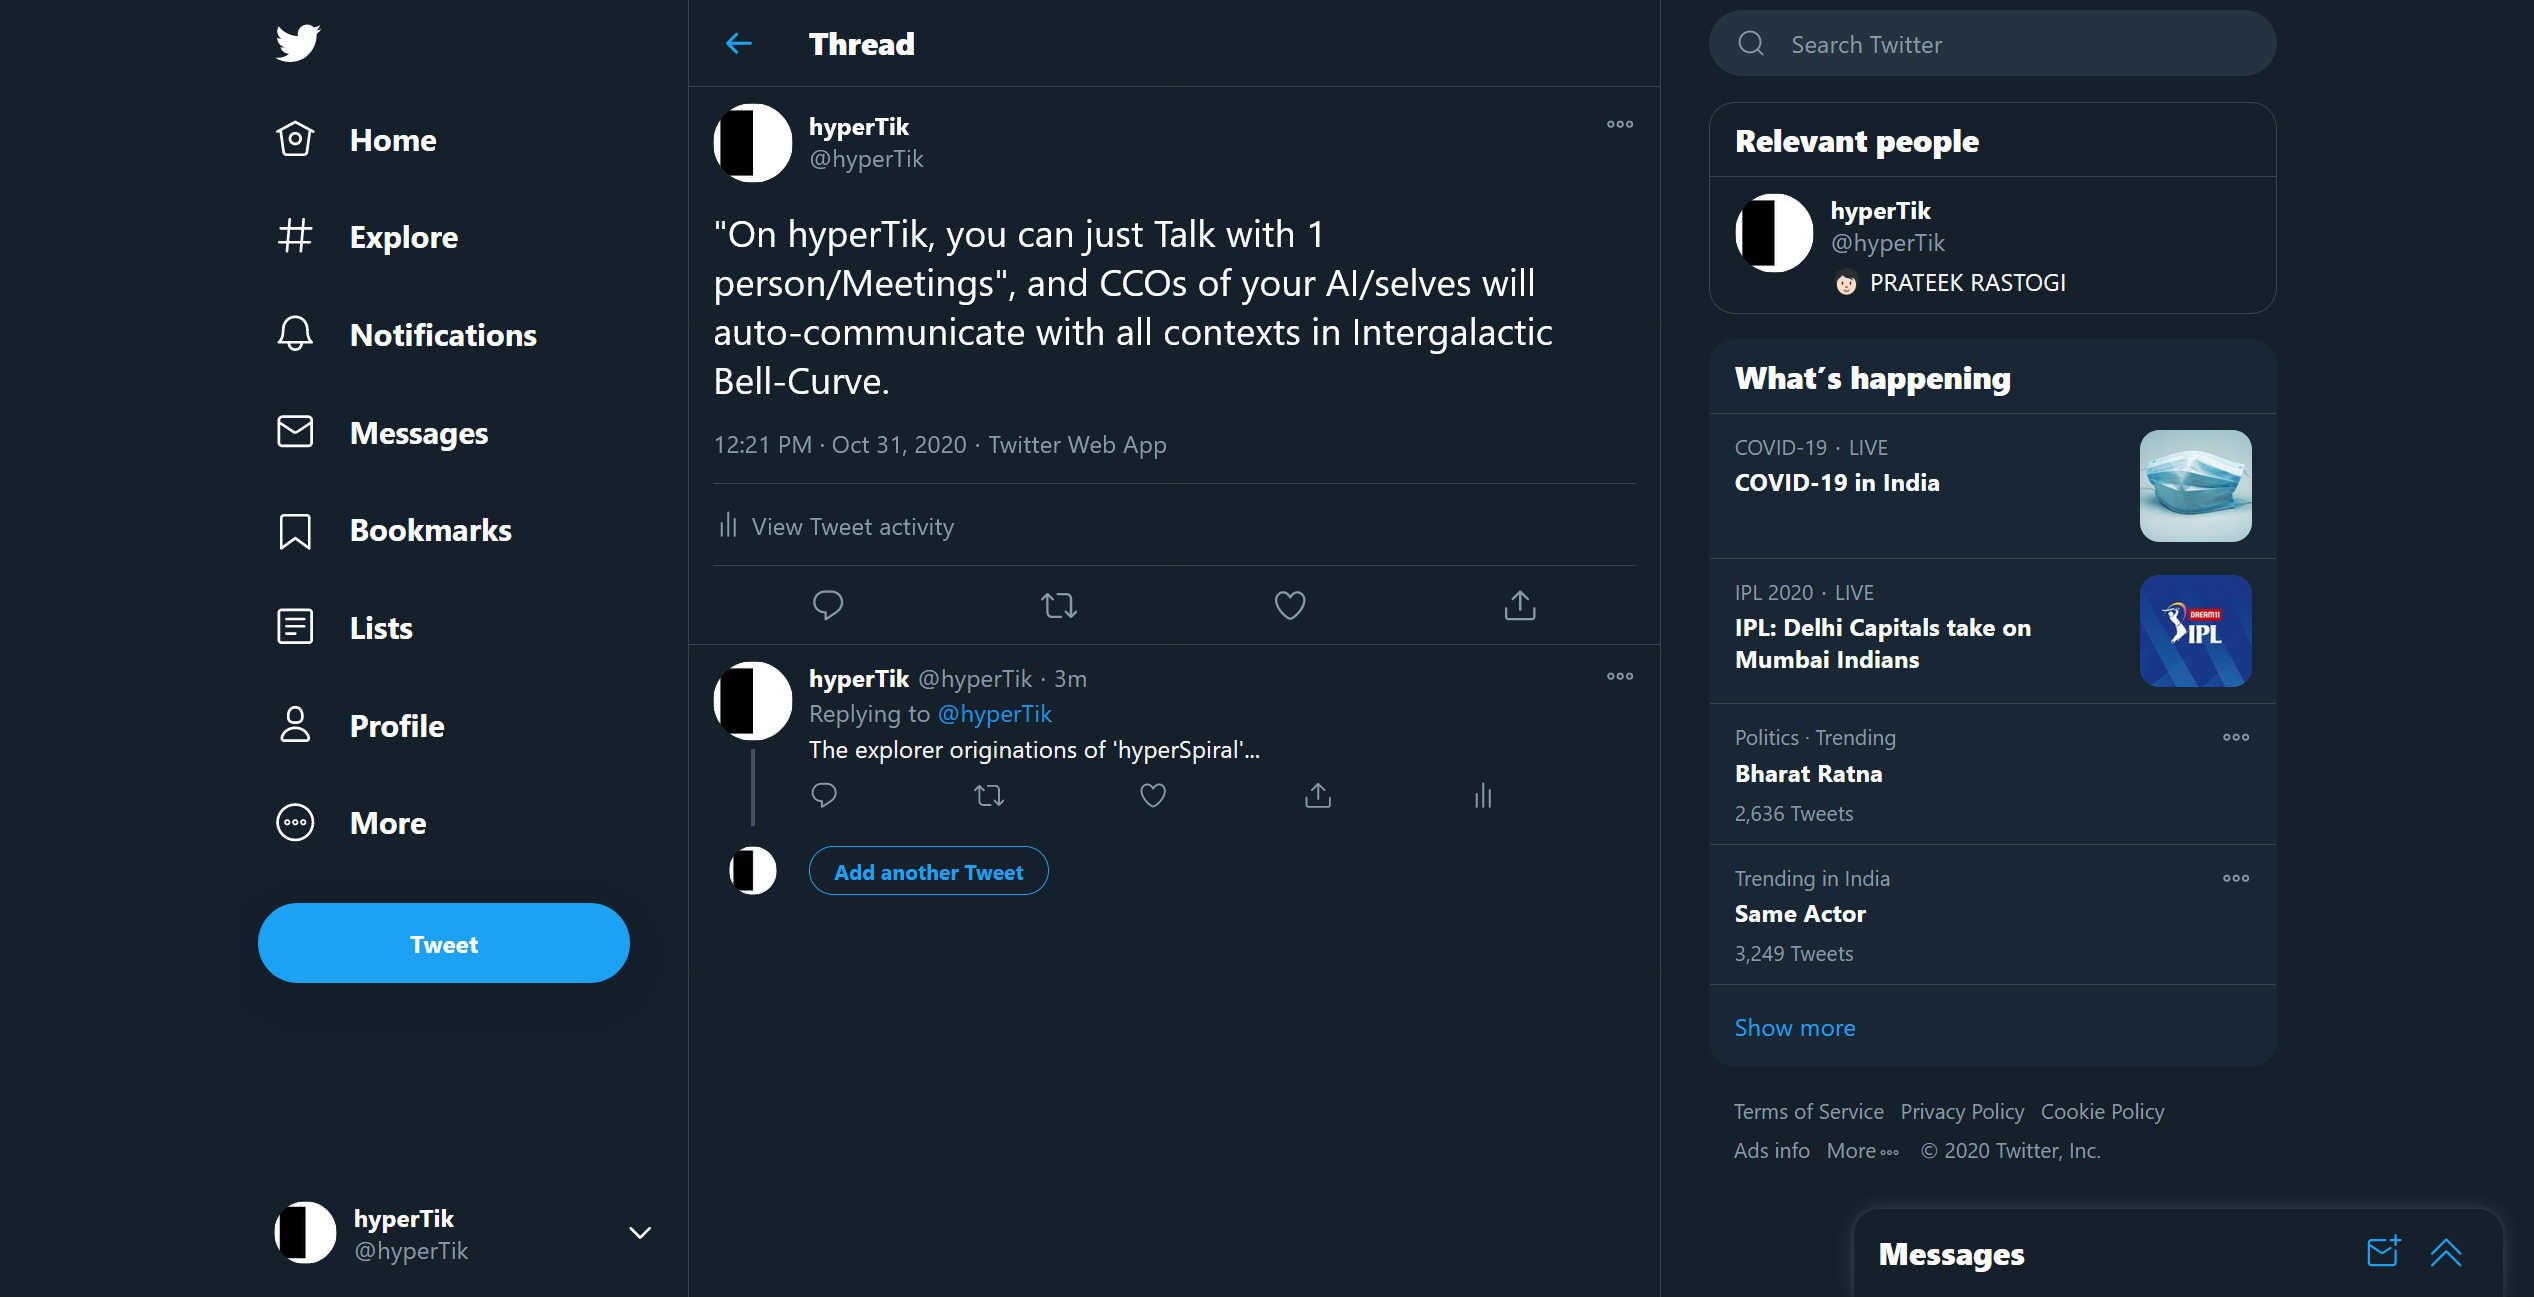 Home
Explore
Notifications
Messages
Bookmarks
Lists
Profile
More
Tweet
hyperTik
@hyperTik
Thread
hyperTik
@hyperTik
"On hyperTik, you can just Talk with 1
person/Meetings", and CCOs of your AI/selves will
auto-communicate with all contexts in Intergalactic
Bell-Curve.
12:21 PM · Oct 31, 2020 · Twitter Web App
View Tweet activity
hyperTik @hyperTik · 3m
Replying to @hyperTik
The explorer originations of 'hyperSpiral'...
Add another Tweet
Search Twitter
Relevant people
hyperTik
@hyperTik
PRATEEK RASTOGI
What's happening
COVID-19 · LIVE
COVID-19 in India
IPL 2020 · LIVE
IPL: Delhi Capitals take on
Mumbai Indians
DREAM11
IPL
Politics · Trending
Bharat Ratna
2,636 Tweets
Trending in India
Same Actor
3,249 Tweets
Show more
Terms of Service Privacy Policy Cookie Policy
Ads info More © 2020 Twitter, Inc.
Messages